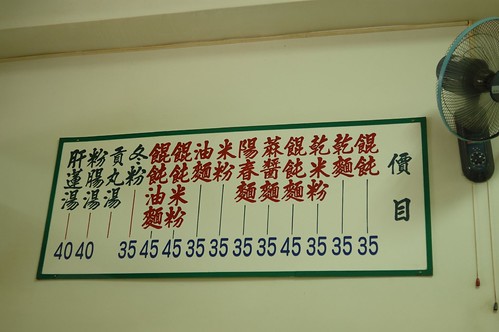 價目
餛飩 35
乾麵 35
乾米粉 35
餛飩麵 45
蔴醬麵 35
陽春麵 35
米粉 35
油麵 35
餛飩米粉 45
餛飩油麵 45
冬粉 35
貢丸湯
粉腸湯 40
肝蓮湯 40